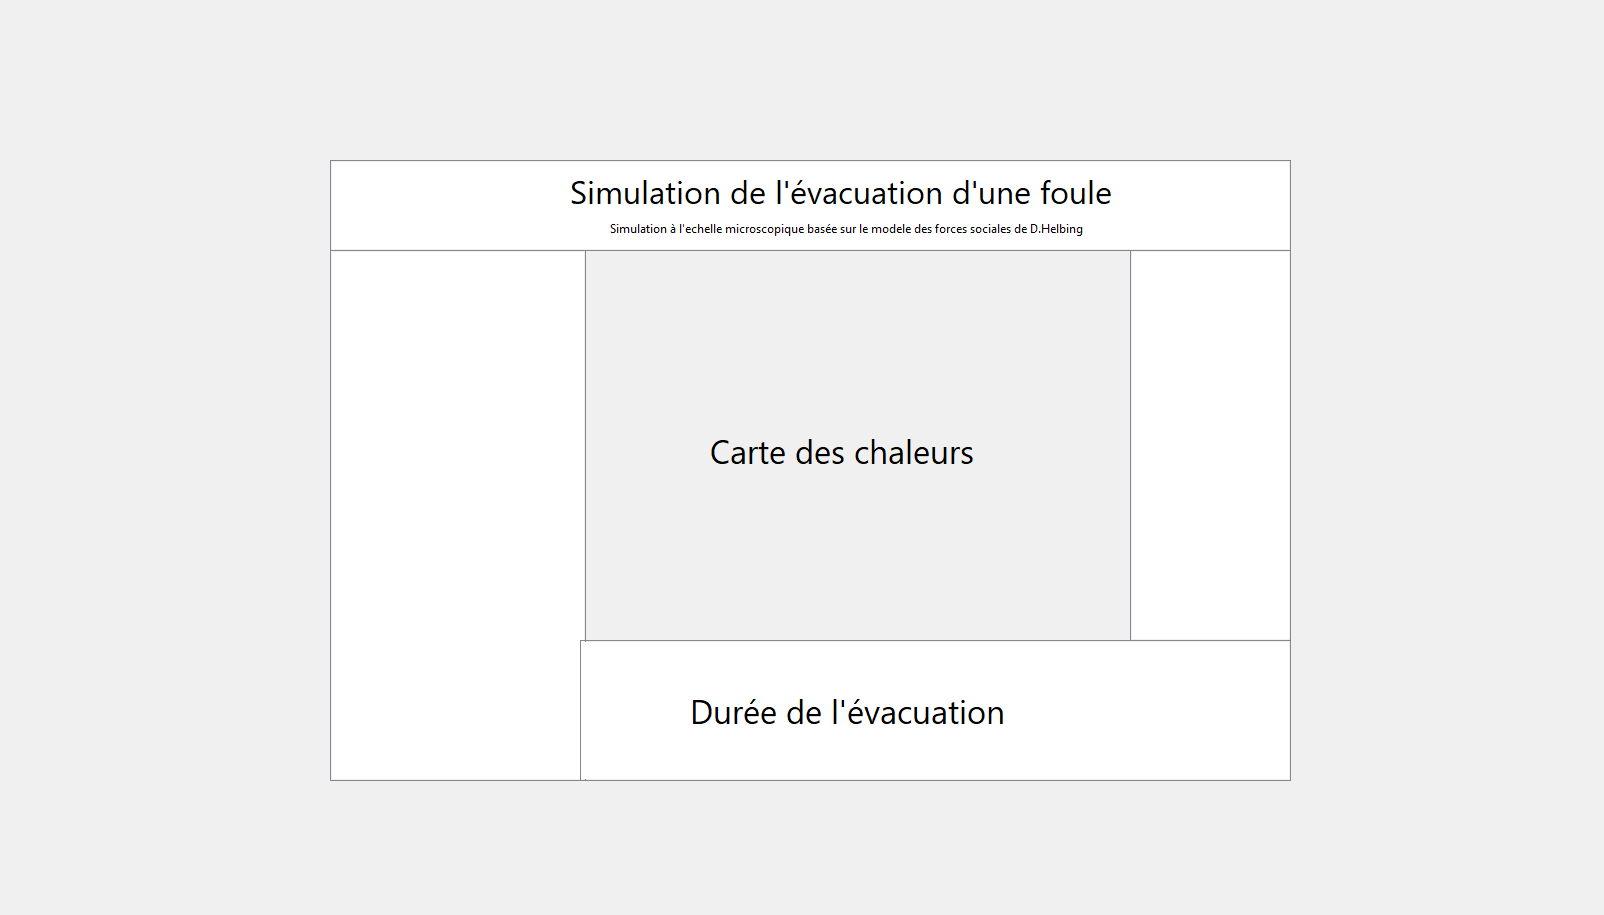 Simulation de l'évacuation d'une foule
Simulation à l'echelle microscopique basée sur le modele des forces sociales de D.Helbing
Carte des chaleurs
Durée de l'évacuation